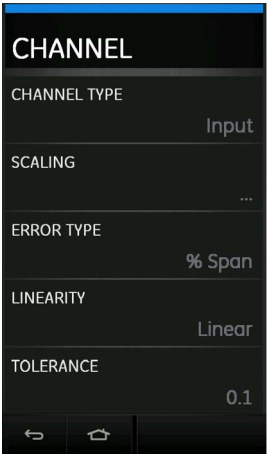 CHANNEL
CHANNEL TYPE
Input
SCALING
...
ERROR TYPE
% Span
LINEARITY
Linear
TOLERANCE
0.1